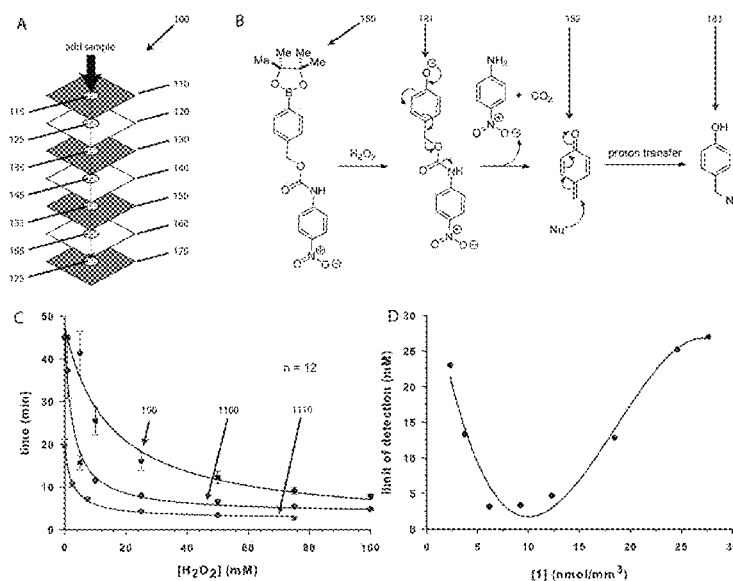 A
100
add sample
110
115
120
125
130
135
140
145
150
155
160
165
170
175
B
180
181
182
183
Me
Me
Me
Me
O
O
B
O
O
NH
N
O
O
H₂O₂
O
O
O
NH
N
O
O
NH₂
+ CO₂
N
O
O
O
Nu
proton transfer
OH
N
C
50
40
30
20
10
0
time (min)
n = 12
1100
1110
0
20
40
60
80
100
[H₂O₂] (mM)
D
30
25
20
15
10
5
0
limit of detection (mM)
0
5
10
15
20
25
[1] (nmol/mm³)